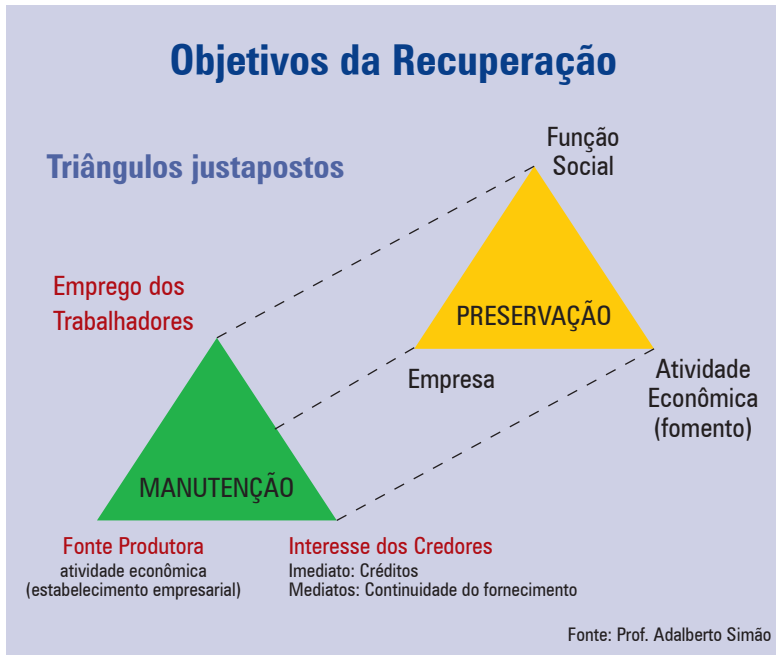 Objetivos da Recuperação
Triângulos justapostos
Função
Social
Emprego dos
Trabalhadores
PRESERVAÇÃO
Empresa
Atividade
Econômica
(fomento)
MANUTENÇÃO
Fonte Produtora
atividade econômica
(estabelecimento empresarial)
Interesse dos Credores
Imediato: Créditos
Mediatos: Continuidade do fornecimento
Fonte: Prof. Adalberto Simão